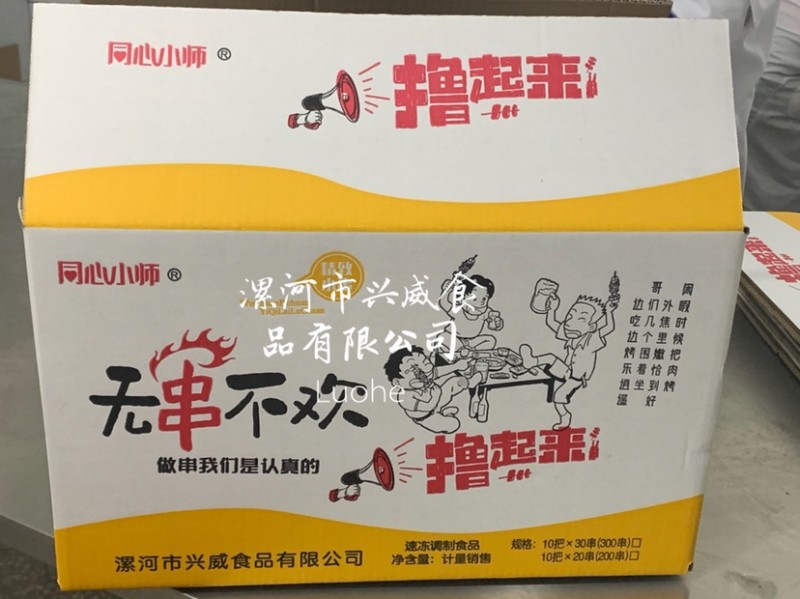 同心小师®
撸起来
同心小师®
精致
漯河市兴威食
品有限公司
Luohe
无串不欢
做串我们是认真的
闲暇时候把肉烤
外焦里嫩恰到好
哥们几个围着坐
边吃边烤乐逍遥
撸起来
漯河市兴威食品有限公司
速冻调制食品
净含量：计量销售
规格：10把×30串(300串)口
10把×20串(200串)口